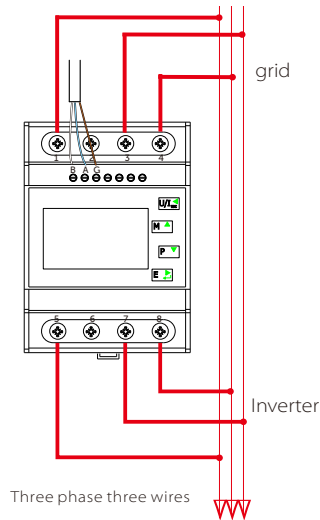 grid
1 2 3 4
B A G
U/I
M
P
E
5 6 7 8
Inverter
Three phase three wires